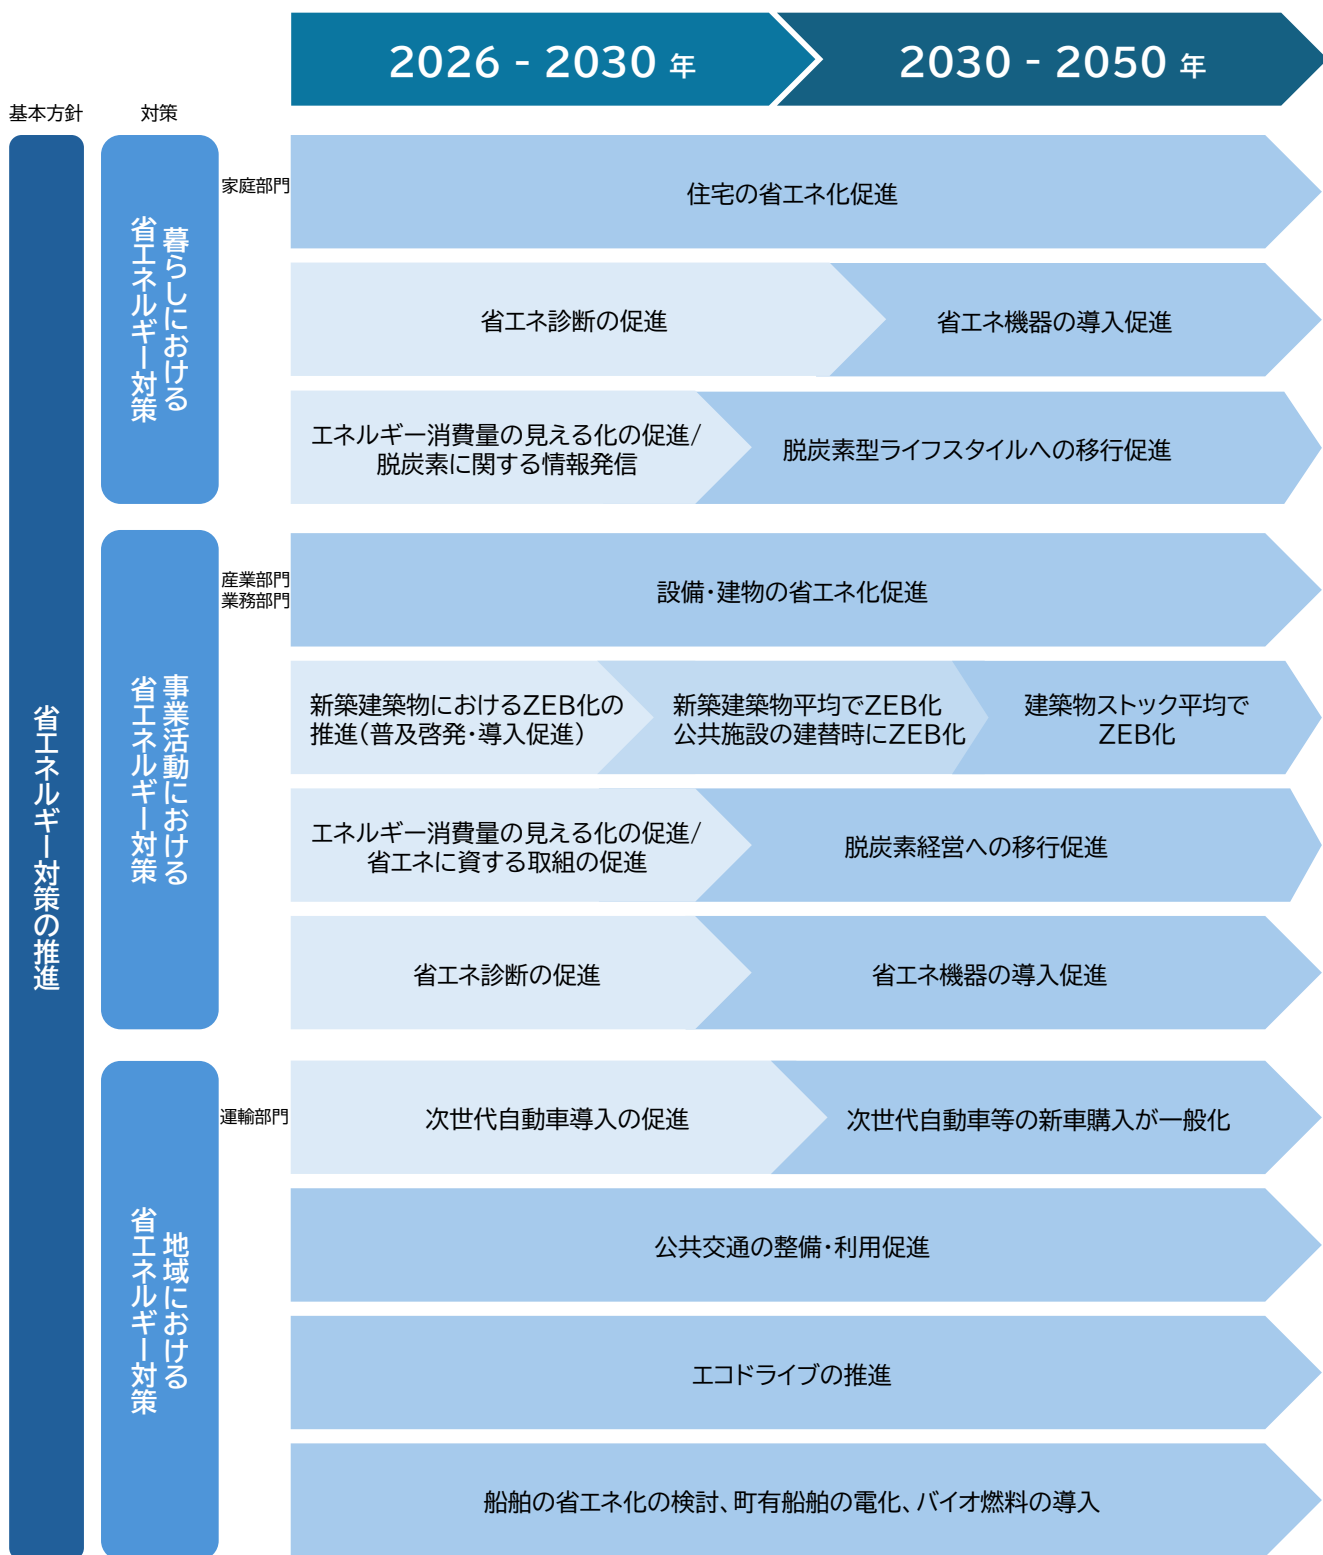 2026 - 2030 年
2030 - 2050 年
基本方針
対策
省エネルギー対策の推進
暮らしにおける
省エネルギー対策
家庭部門
住宅の省エネ化促進
省エネ診断の促進
省エネ機器の導入促進
エネルギー消費量の見える化の促進/
脱炭素に関する情報発信
脱炭素型ライフスタイルへの移行促進
事業活動における
省エネルギー対策
産業部門
業務部門
設備・建物の省エネ化促進
新築建築物におけるZEB化の
推進(普及啓発・導入促進)
新築建築物平均でZEB化
公共施設の建替時にZEB化
建築物ストック平均で
ZEB化
エネルギー消費量の見える化の促進/
省エネに資する取組の促進
脱炭素経営への移行促進
省エネ診断の促進
省エネ機器の導入促進
地域における
省エネルギー対策
運輸部門
次世代自動車導入の促進
次世代自動車等の新車購入が一般化
公共交通の整備・利用促進
エコドライブの推進
船舶の省エネ化の検討、町有船舶の電化、バイオ燃料の導入